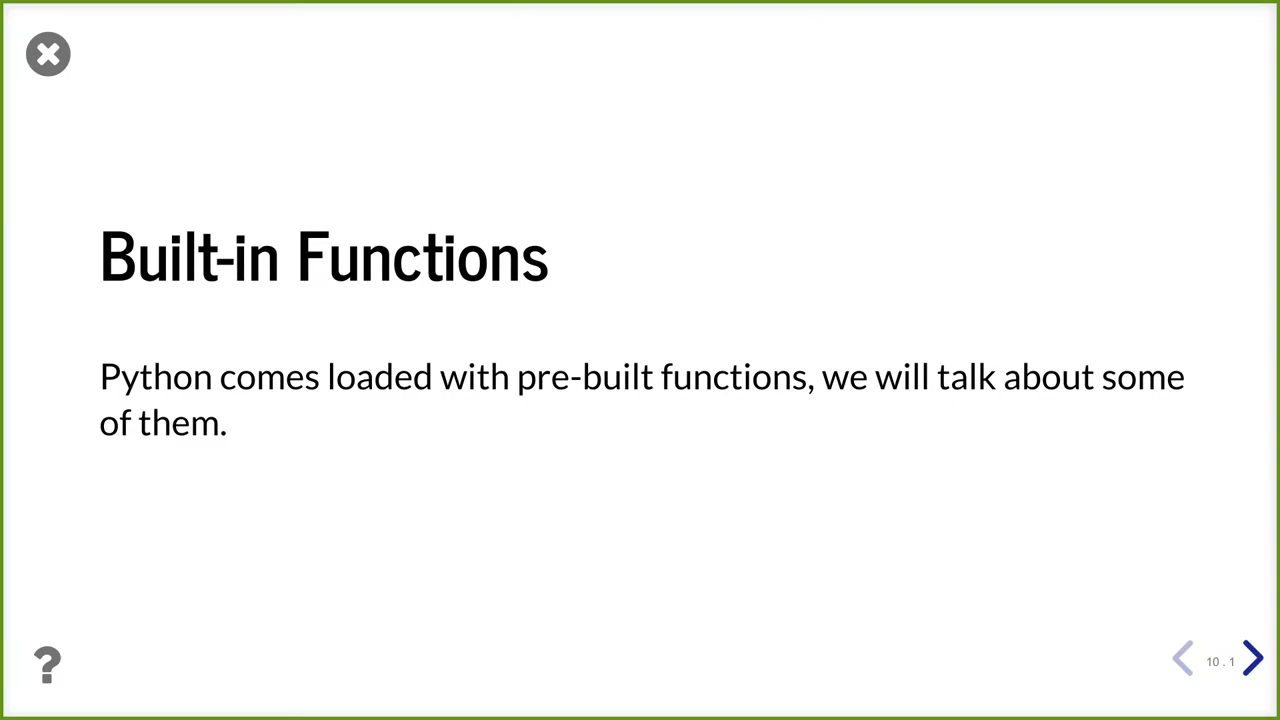 Built-in Functions
Python comes loaded with pre-built functions, we will talk about some
of them.
?
10 . 1